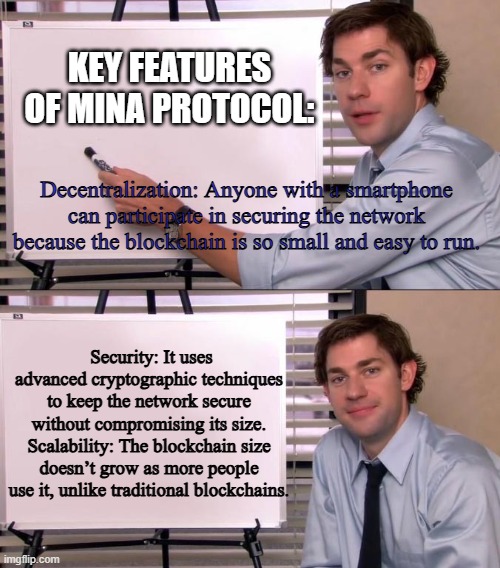 KEY FEATURES
OF MINA PROTOCOL:
Decentralization: Anyone with a smartphone
can participate in securing the network
because the blockchain is so small and easy to run.
Security: It uses
advanced cryptographic techniques
to keep the network secure
without compromising its size.
Scalability: The blockchain size
doesn’t grow as more people
use it, unlike traditional blockchains.
imgflip.com